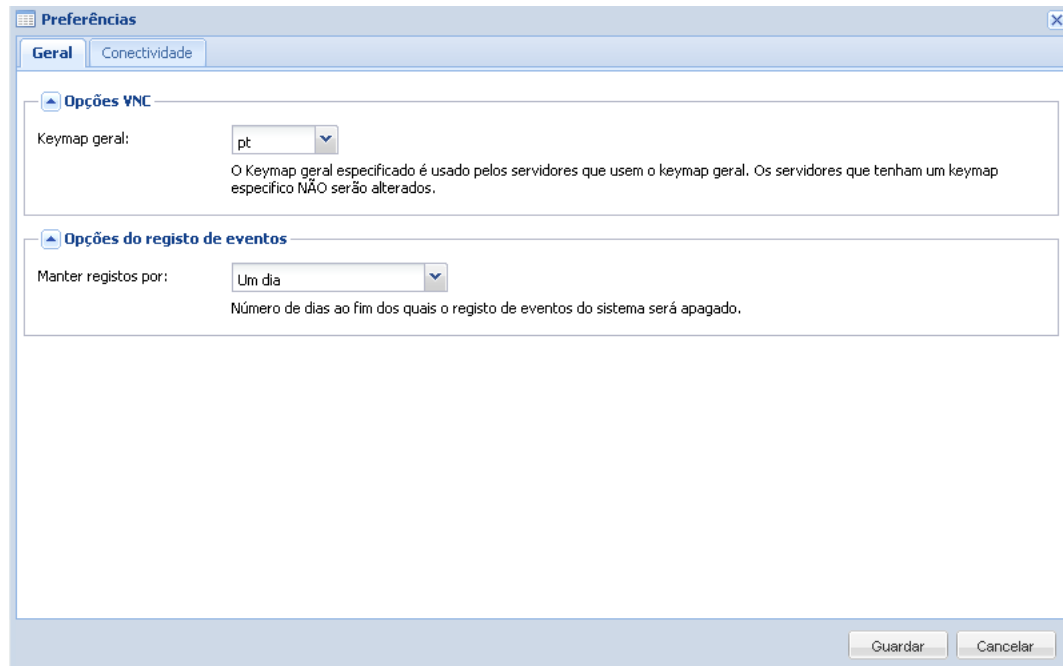 Preferências
Geral Conectividade
Opções VNC
Keymap geral: pt
O Keymap geral especificado é usado pelos servidores que usem o keymap geral. Os servidores que tenham um keymap
especifico NÃO serão alterados.
Opções do registo de eventos
Manter registos por: Um dia
Número de dias ao fim dos quais o registo de eventos do sistema será apagado.
Guardar Cancelar